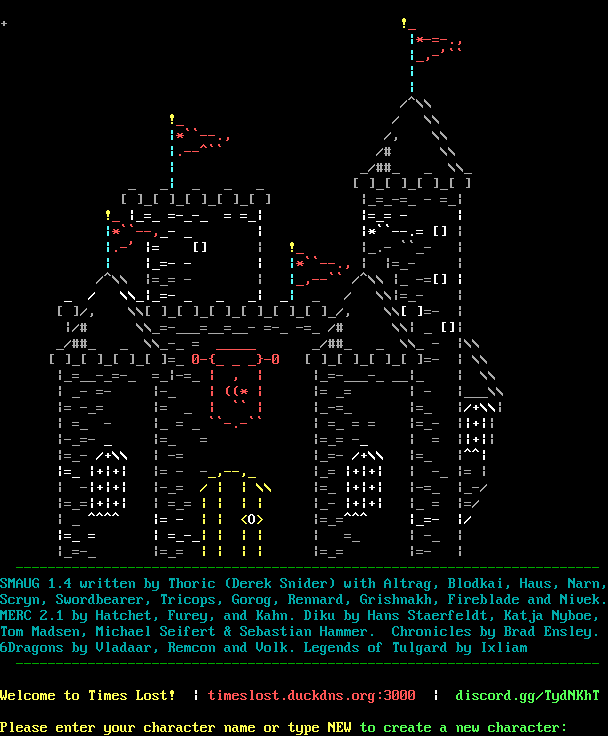 SMAUG 1.4 written by Thoric (Derek Snider) with Altrag, Blodkai, Haus, Narn,
Scryn, Swordbearer, Tricops, Gorog, Rennard, Grishnakh, Fireblade and Nivek.
MERC 2.1 by Hatchet, Furey, and Kahn. Diku by Hans Staerfeldt, Katja Nyboe,
Tom Madsen, Michael Seifert & Sebastian Hammer.  Chronicles by Brad Ensley.
6Dragons by Vladaar, Remcon and Volk. Legends of Tulgard by Ixliam
Welcome to Times Lost!  |  timeslost.duckdns.org:3000  |  discord.gg/TydNKhT
Please enter your character name or type NEW to create a new character: